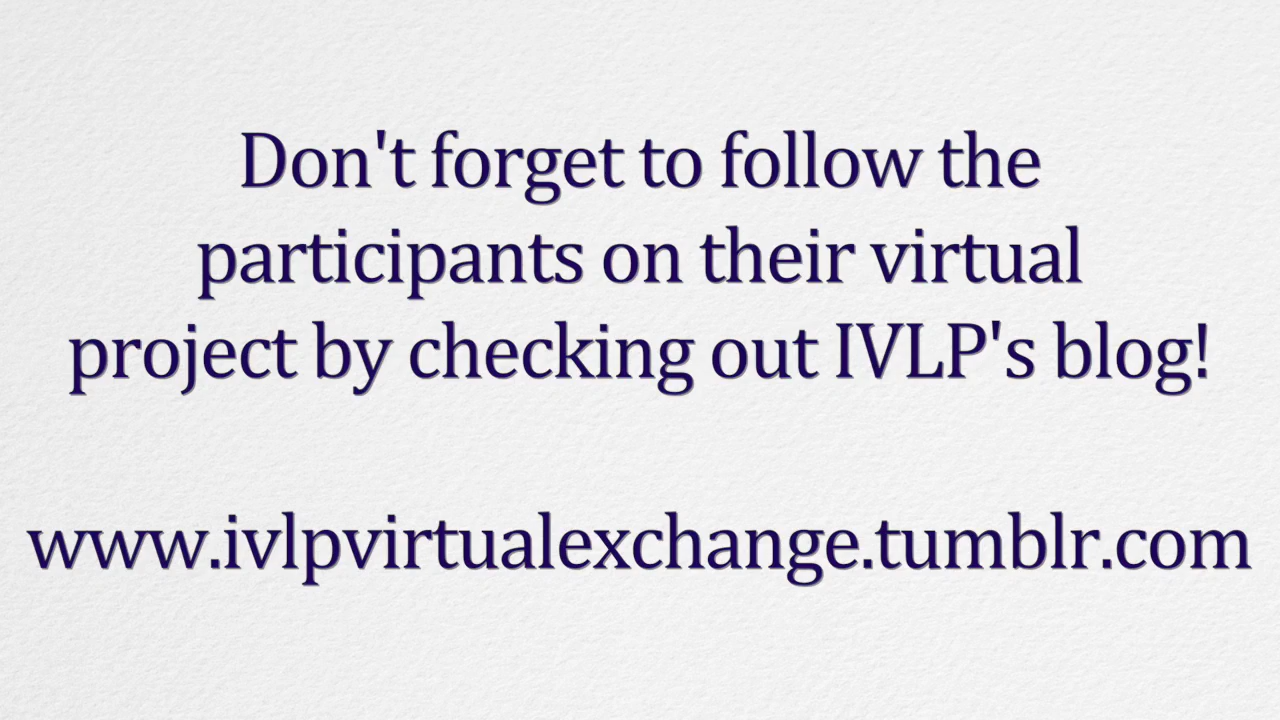 Don't forget to follow the
participants on their virtual
project by checking out IVLP's blog!
www.ivlpvirtualexchange.tumblr.com